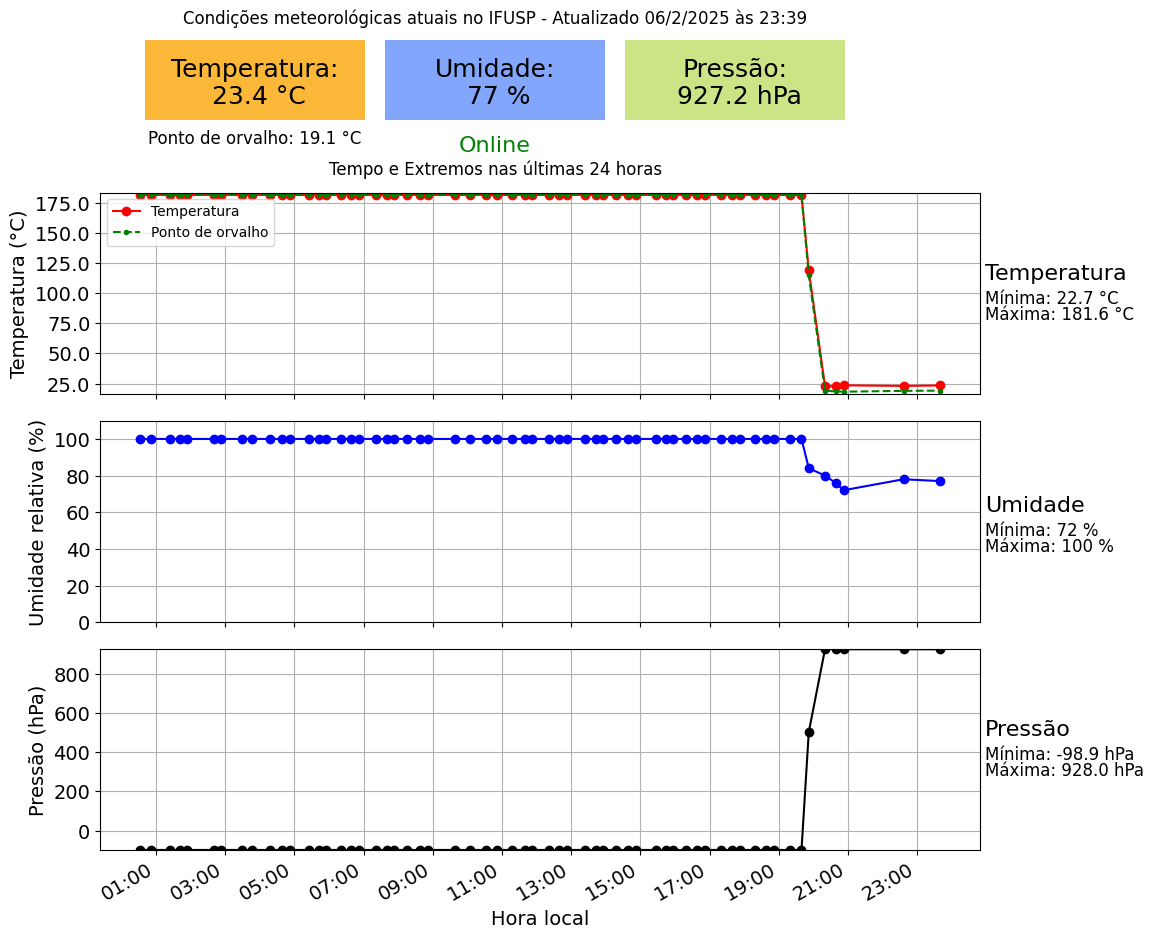 Condições meteorológicas atuais no IFUSP - Atualizado 06/2/2025 às 23:39
Temperatura:
23.4 °C
Umidade:
77 %
Pressão:
927.2 hPa
Ponto de orvalho: 19.1 °C
Online
Tempo e Extremos nas últimas 24 horas
Temperatura (°C)
175.0
150.0
125.0
100.0
75.0
50.0
25.0
Temperatura
Ponto de orvalho
Temperatura
Mínima: 22.7 °C
Máxima: 181.6 °C
Umidade relativa (%)
100
80
60
40
20
0
Umidade
Mínima: 72 %
Máxima: 100 %
Pressão (hPa)
800
600
400
200
0
Pressão
Mínima: -98.9 hPa
Máxima: 928.0 hPa
01:00
03:00
05:00
07:00
09:00
11:00
13:00
15:00
17:00
19:00
21:00
23:00
Hora local